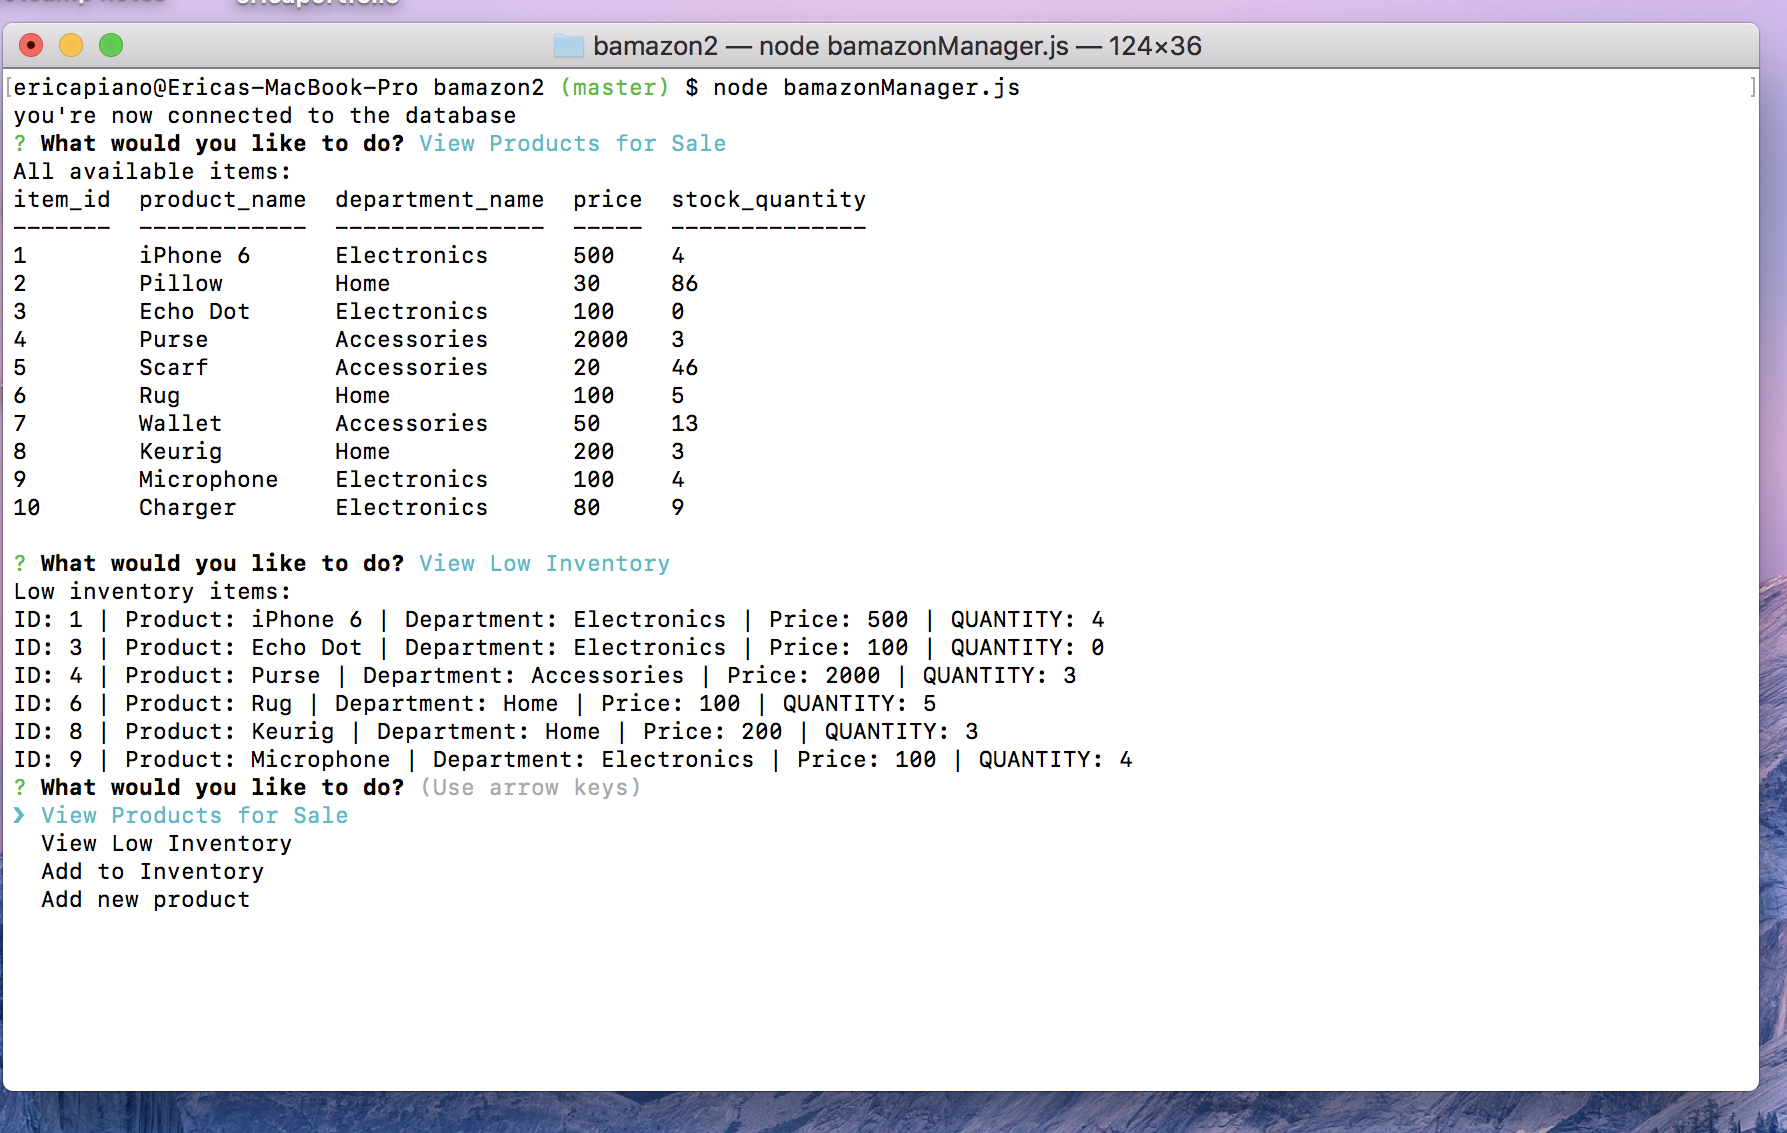 bamazon2 — node bamazonManager.js — 124×36
[ericapiano@Ericas-MacBook-Pro bamazon2 (master) $ node bamazonManager.js ]
you're now connected to the database
? What would you like to do? View Products for Sale
All available items:
item_id  product_name  department_name  price  stock_quantity
-------  ------------  ---------------  -----  --------------
1        iPhone 6      Electronics      500    4
2        Pillow        Home             30     86
3        Echo Dot      Electronics      100    0
4        Purse         Accessories      2000   3
5        Scarf         Accessories      20     46
6        Rug           Home             100    5
7        Wallet        Accessories      50     13
8        Keurig        Home             200    3
9        Microphone    Electronics      100    4
10       Charger       Electronics      80     9
? What would you like to do? View Low Inventory
Low inventory items:
ID: 1 | Product: iPhone 6 | Department: Electronics | Price: 500 | QUANTITY: 4
ID: 3 | Product: Echo Dot | Department: Electronics | Price: 100 | QUANTITY: 0
ID: 4 | Product: Purse | Department: Accessories | Price: 2000 | QUANTITY: 3
ID: 6 | Product: Rug | Department: Home | Price: 100 | QUANTITY: 5
ID: 8 | Product: Keurig | Department: Home | Price: 200 | QUANTITY: 3
ID: 9 | Product: Microphone | Department: Electronics | Price: 100 | QUANTITY: 4
? What would you like to do? (Use arrow keys)
❯ View Products for Sale
  View Low Inventory
  Add to Inventory
  Add new product